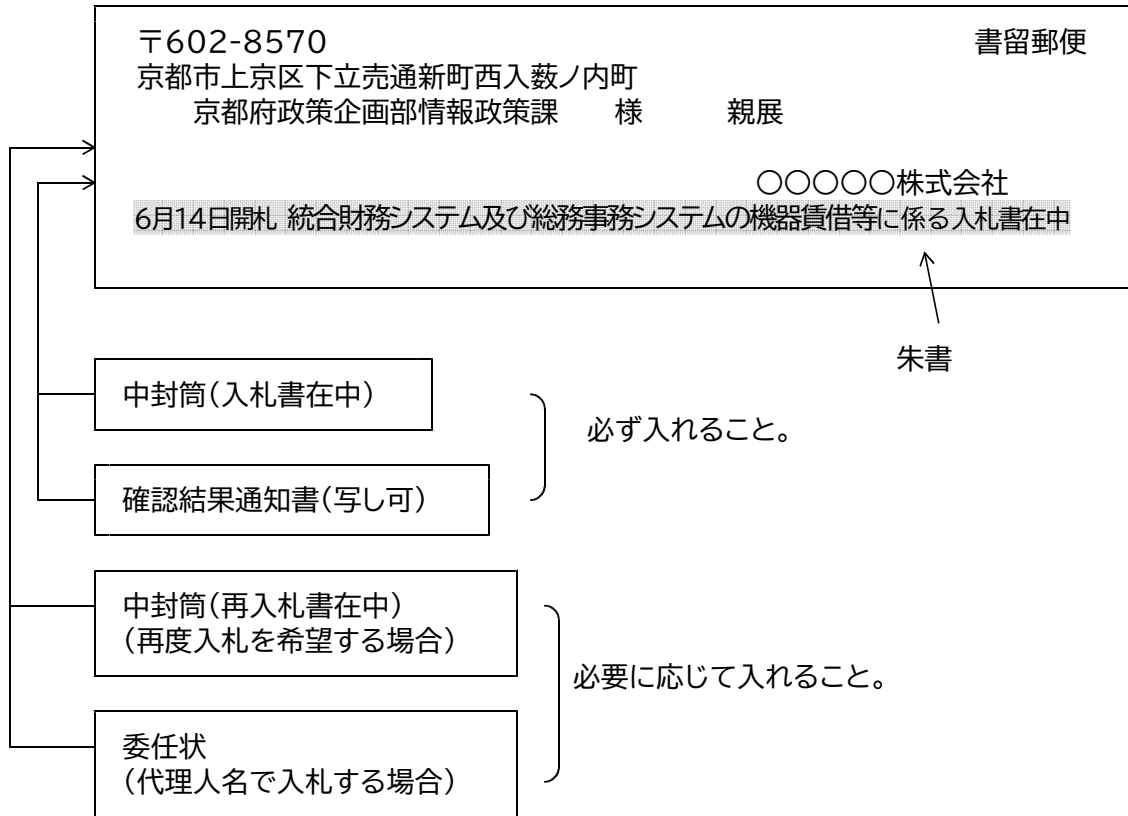 〒602-8570 書留郵便
京都市上京区下立売通新町西入薮ノ内町
京都府政策企画部情報政策課 様 親展
○○○○○株式会社
6月14日開札 統合財務システム及び総務事務システムの機器賃借等に係る入札書在中
朱書
中封筒(入札書在中)
必ず入れること。
確認結果通知書(写し可)
中封筒(再入札書在中)
(再度入札を希望する場合)
必要に応じて入れること。
委任状
(代理人名で入札する場合)